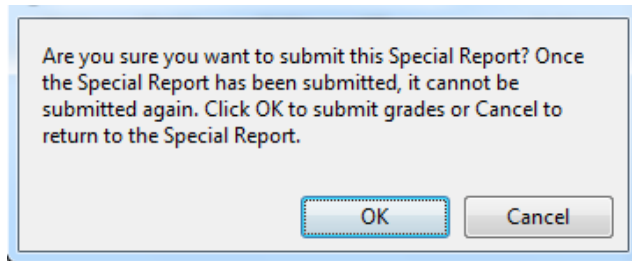 Are you sure you want to submit this Special Report? Once
the Special Report has been submitted, it cannot be
submitted again. Click OK to submit grades or Cancel to
return to the Special Report.
OK Cancel